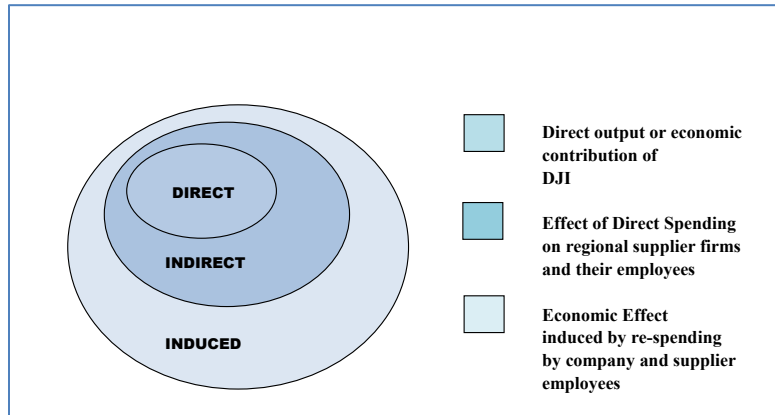 DIRECT
INDIRECT
INDUCED
Direct output or economic
contribution of
DJI
Effect of Direct Spending
on regional supplier firms
and their employees
Economic Effect
induced by re-spending
by company and supplier
employees